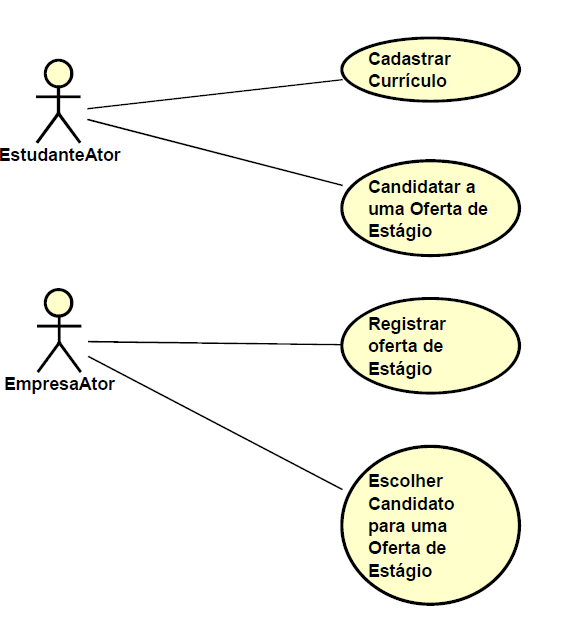 Cadastrar
Currículo
EstudanteAtor
Candidatar a
uma Oferta de
Estágio
Registrar
oferta de
Estágio
EmpresaAtor
Escolher
Candidato
para uma
Oferta de
Estágio